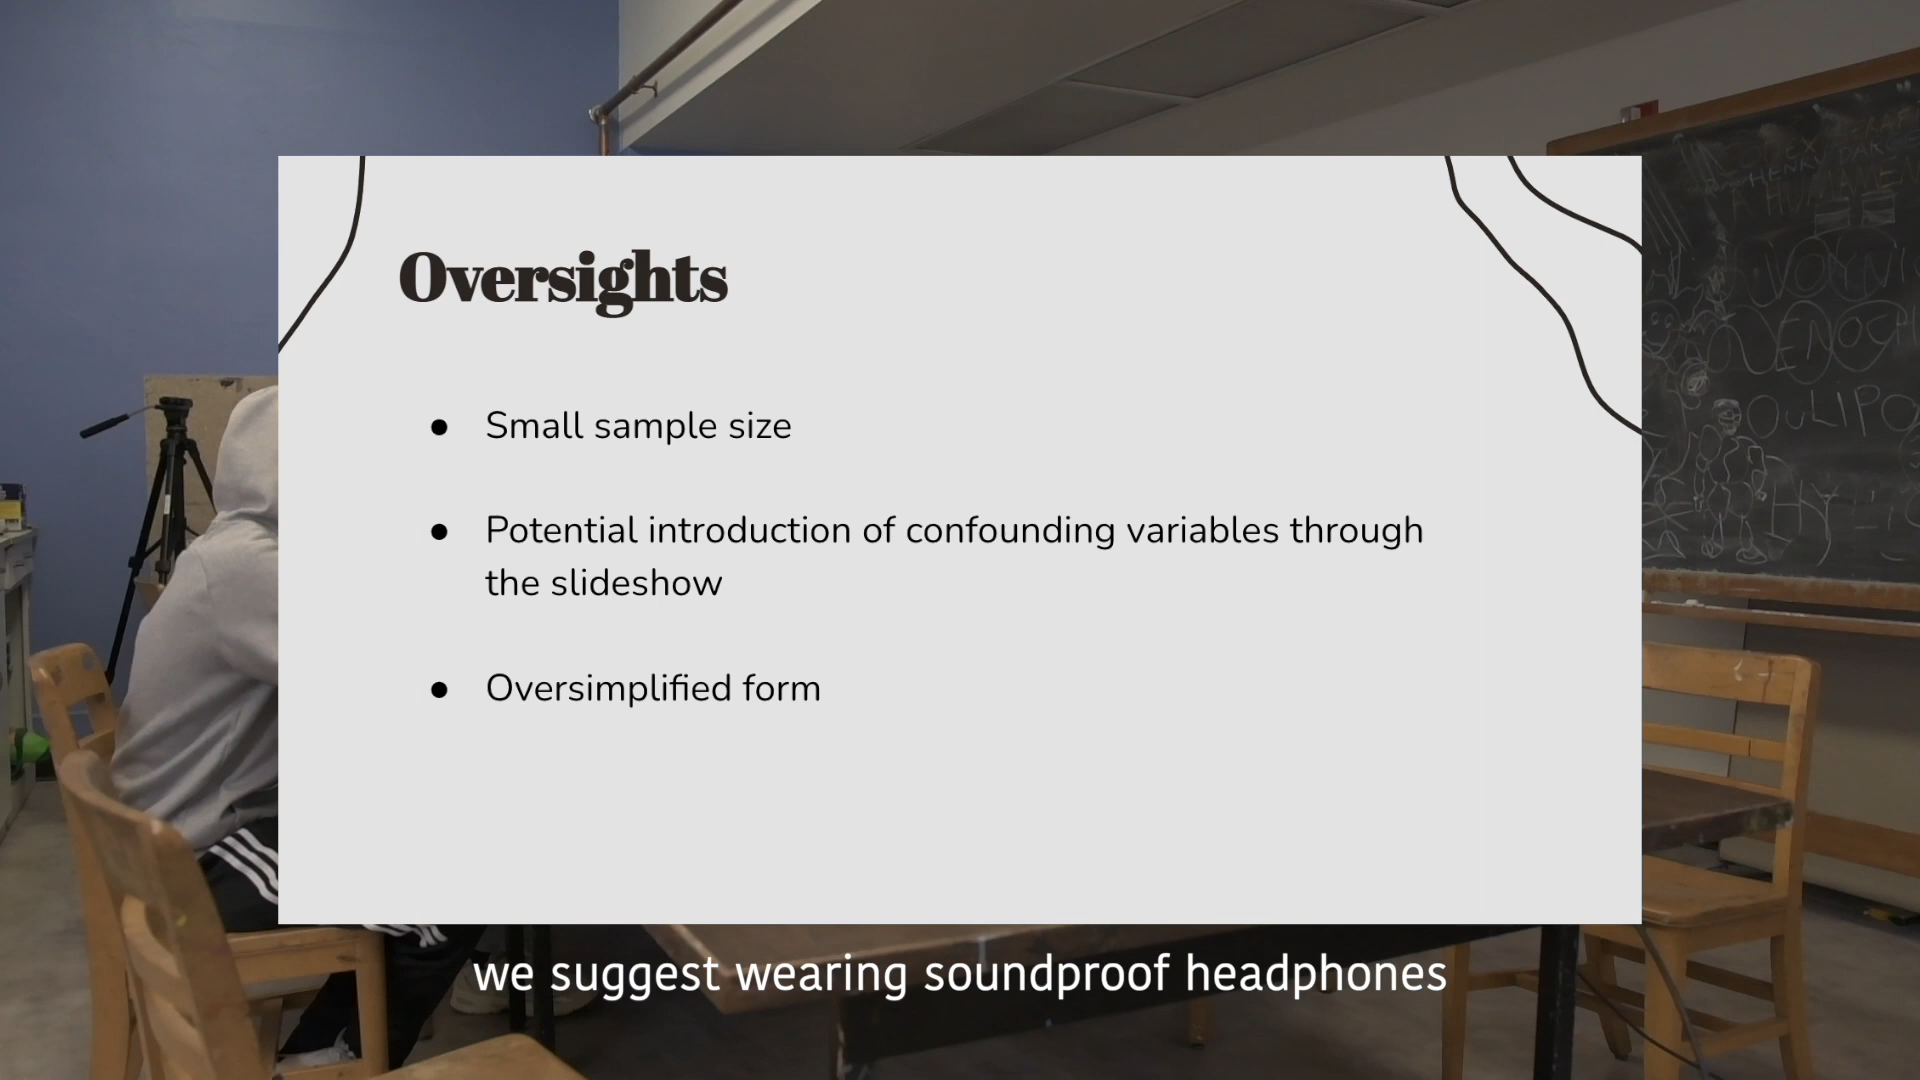 Oversights
● Small sample size
● Potential introduction of confounding variables through
the slideshow
● Oversimplified form
ENOCH
OuLIPO
we suggest wearing soundproof headphones